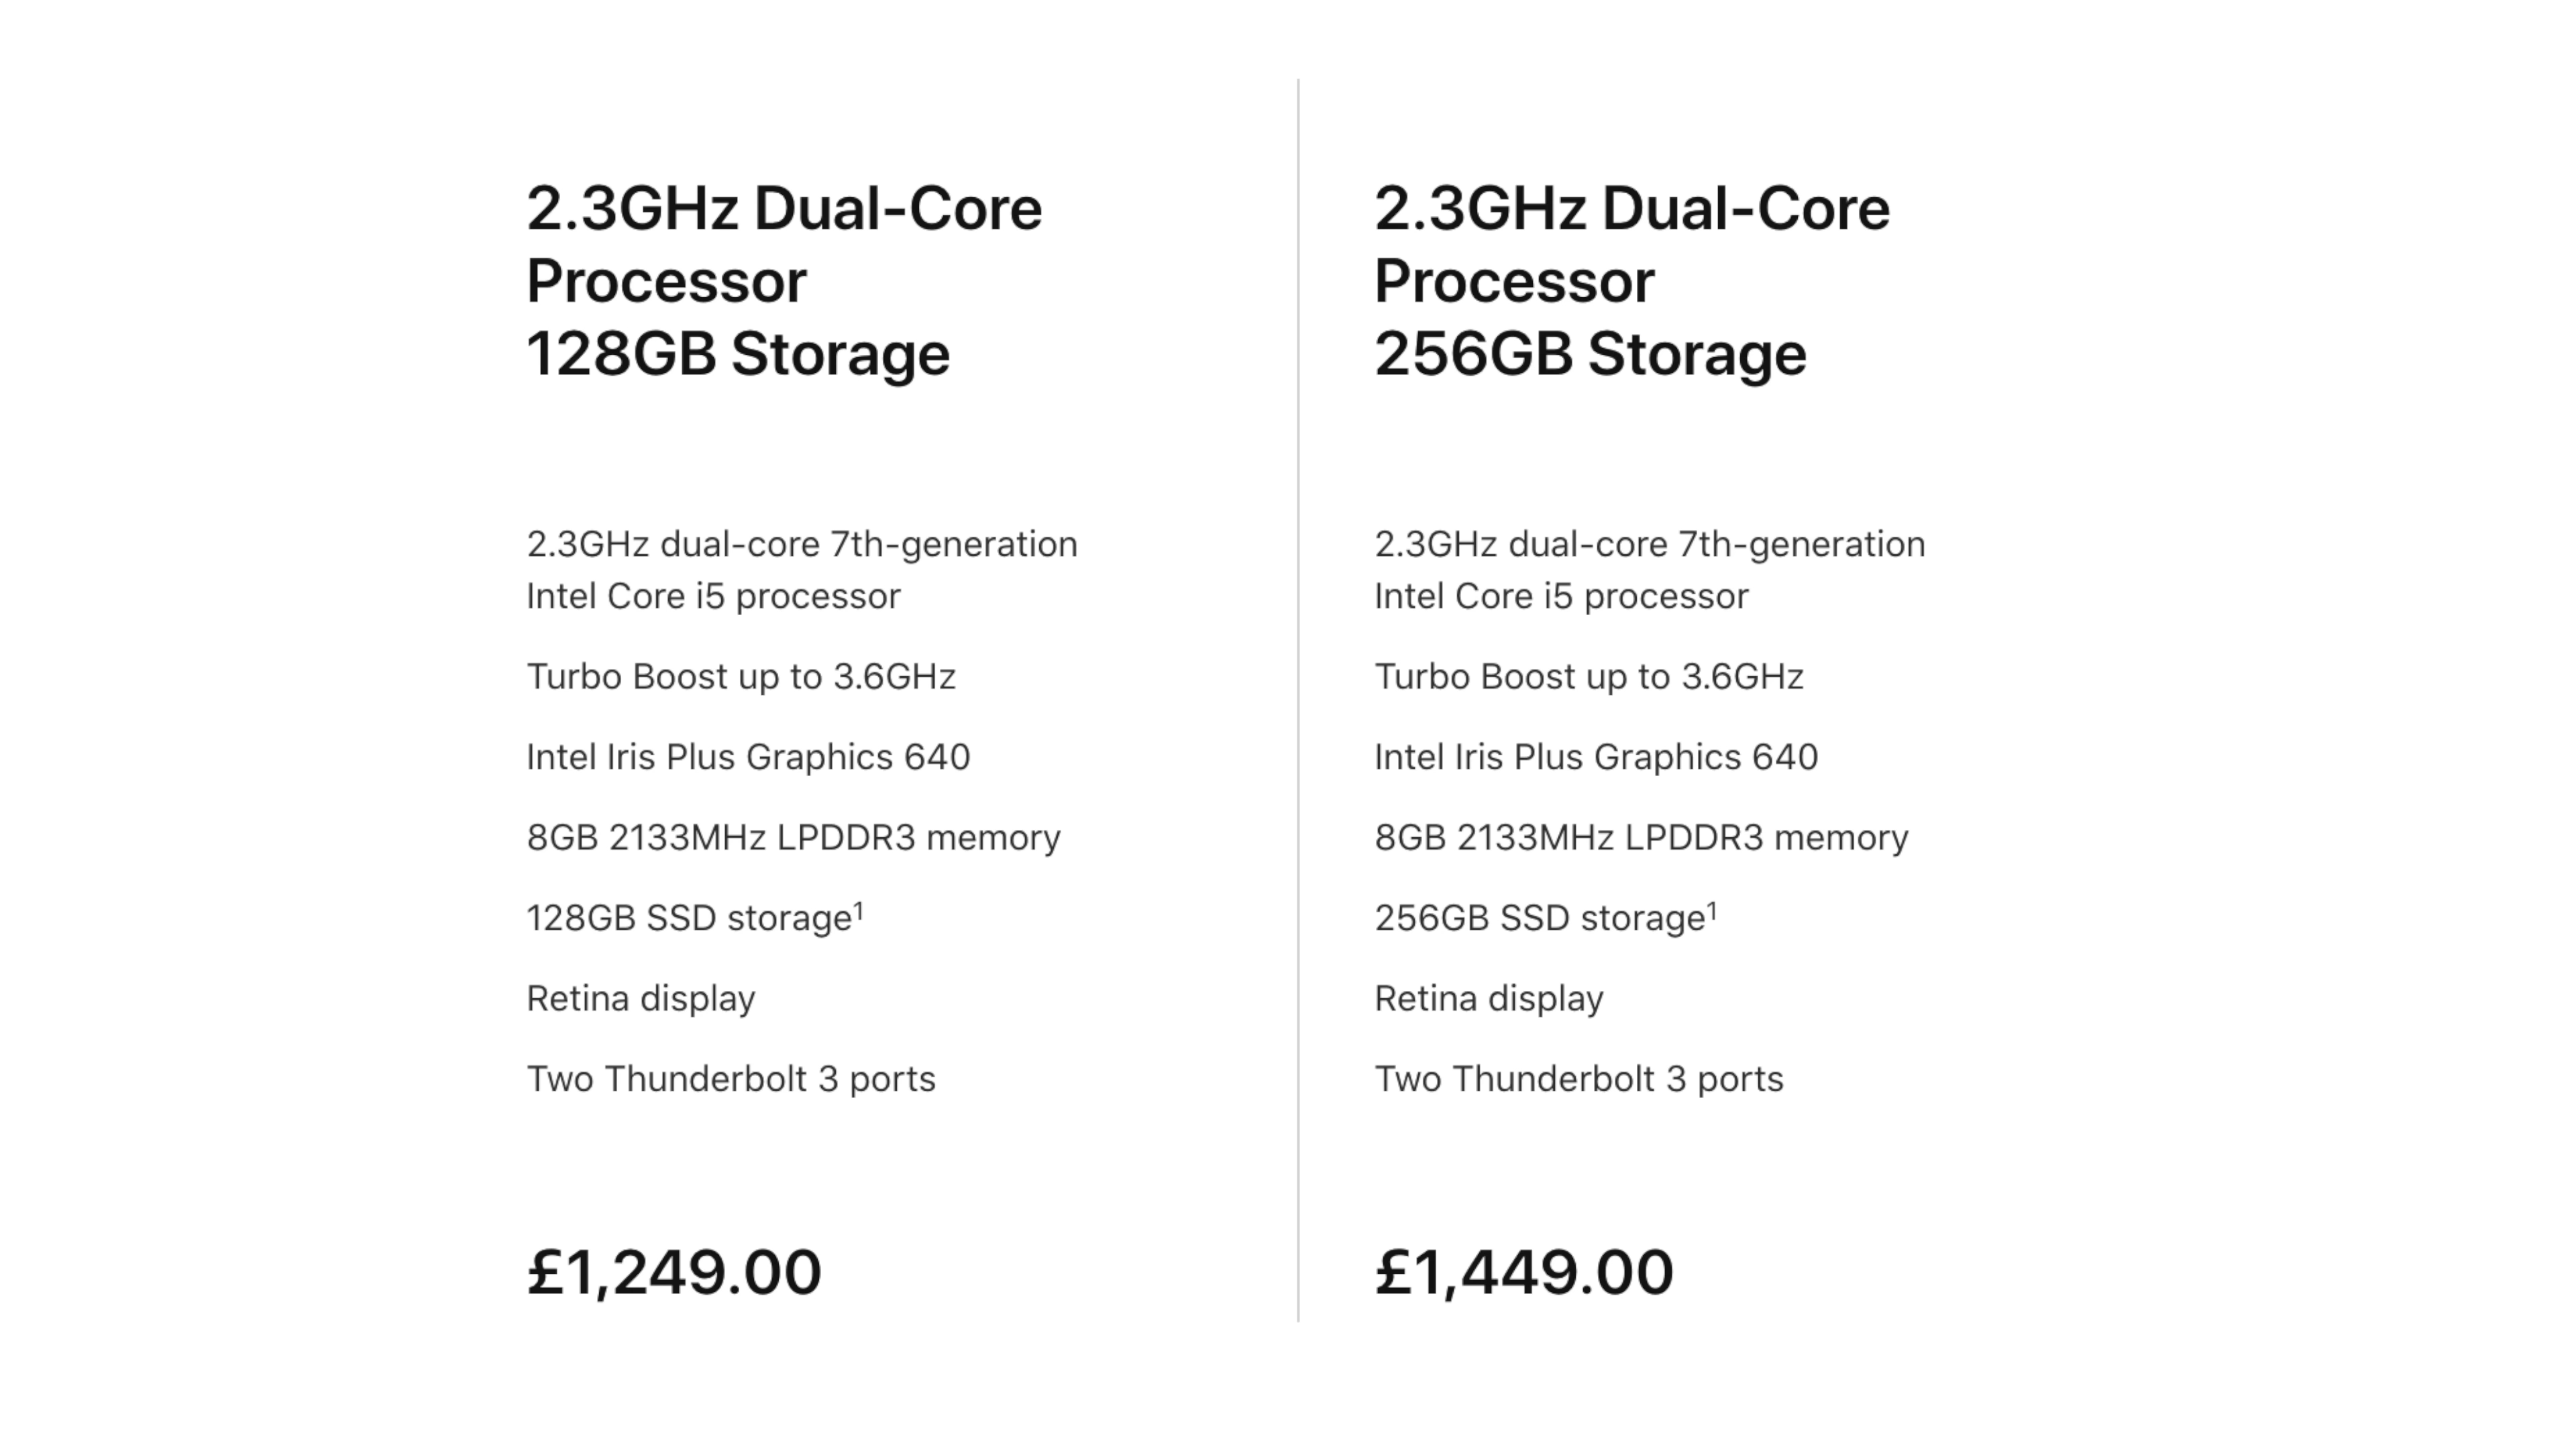 2.3GHz Dual-Core
Processor
128GB Storage
2.3GHz dual-core 7th-generation
Intel Core i5 processor
Turbo Boost up to 3.6GHz
Intel Iris Plus Graphics 640
8GB 2133MHz LPDDR3 memory
128GB SSD storage¹
Retina display
Two Thunderbolt 3 ports
£1,249.00
2.3GHz Dual-Core
Processor
256GB Storage
2.3GHz dual-core 7th-generation
Intel Core i5 processor
Turbo Boost up to 3.6GHz
Intel Iris Plus Graphics 640
8GB 2133MHz LPDDR3 memory
256GB SSD storage¹
Retina display
Two Thunderbolt 3 ports
£1,449.00